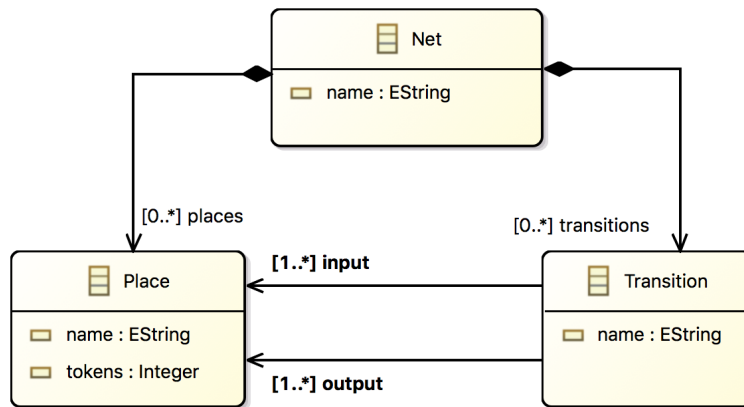 Net
name : EString
[0..*] places
[0..*] transitions
Place
name : EString
tokens : Integer
[1..*] input
[1..*] output
Transition
name : EString